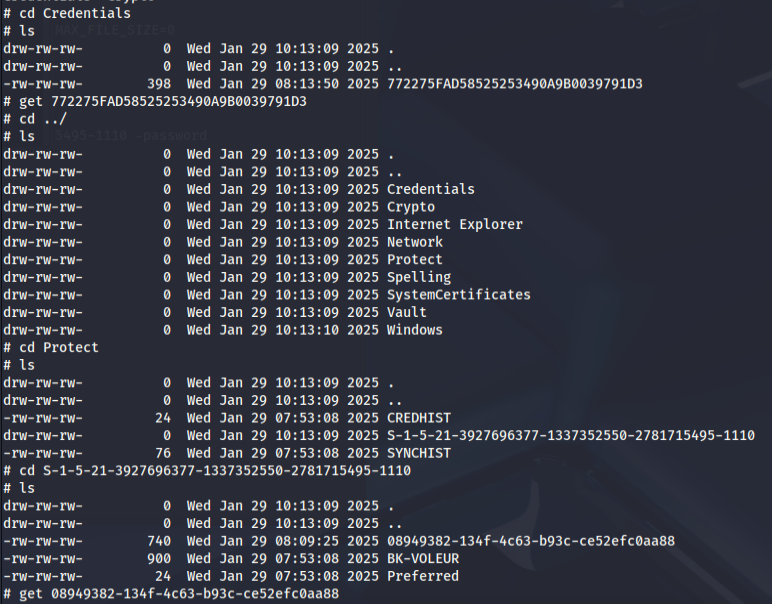 # cd Credentials
# ls
MAX_FILE_SIZE=0
drw-rw-rw-          0  Wed Jan 29 10:13:09 2025 .
drw-rw-rw-          0  Wed Jan 29 10:13:09 2025 ..
-rw-rw-rw-        398  Wed Jan 29 08:13:50 2025 772275FAD58525253490A9B0039791D3
# get 772275FAD58525253490A9B0039791D3
# cd ../
5495-1110 -password
# ls
drw-rw-rw-          0  Wed Jan 29 10:13:09 2025 .
drw-rw-rw-          0  Wed Jan 29 10:13:09 2025 ..
drw-rw-rw-          0  Wed Jan 29 10:13:09 2025 Credentials
drw-rw-rw-          0  Wed Jan 29 10:13:09 2025 Crypto
drw-rw-rw-          0  Wed Jan 29 10:13:09 2025 Internet Explorer
drw-rw-rw-          0  Wed Jan 29 10:13:09 2025 Network
drw-rw-rw-          0  Wed Jan 29 10:13:09 2025 Protect
drw-rw-rw-          0  Wed Jan 29 10:13:09 2025 Spelling
drw-rw-rw-          0  Wed Jan 29 10:13:09 2025 SystemCertificates
drw-rw-rw-          0  Wed Jan 29 10:13:09 2025 Vault
drw-rw-rw-          0  Wed Jan 29 10:13:10 2025 Windows
# cd Protect
# ls
drw-rw-rw-          0  Wed Jan 29 10:13:09 2025 .
drw-rw-rw-          0  Wed Jan 29 10:13:09 2025 ..
-rw-rw-rw-         24  Wed Jan 29 07:53:08 2025 CREDHIST
drw-rw-rw-          0  Wed Jan 29 10:13:09 2025 S-1-5-21-3927696377-1337352550-2781715495-1110
-rw-rw-rw-         76  Wed Jan 29 07:53:08 2025 SYNCHIST
# cd S-1-5-21-3927696377-1337352550-2781715495-1110
# ls
drw-rw-rw-          0  Wed Jan 29 10:13:09 2025 .
drw-rw-rw-          0  Wed Jan 29 10:13:09 2025 ..
-rw-rw-rw-        740  Wed Jan 29 08:09:25 2025 08949382-134f-4c63-b93c-ce52efc0aa88
-rw-rw-rw-        900  Wed Jan 29 07:53:08 2025 BK-VOLEUR
-rw-rw-rw-         24  Wed Jan 29 07:53:08 2025 Preferred
# get 08949382-134f-4c63-b93c-ce52efc0aa88